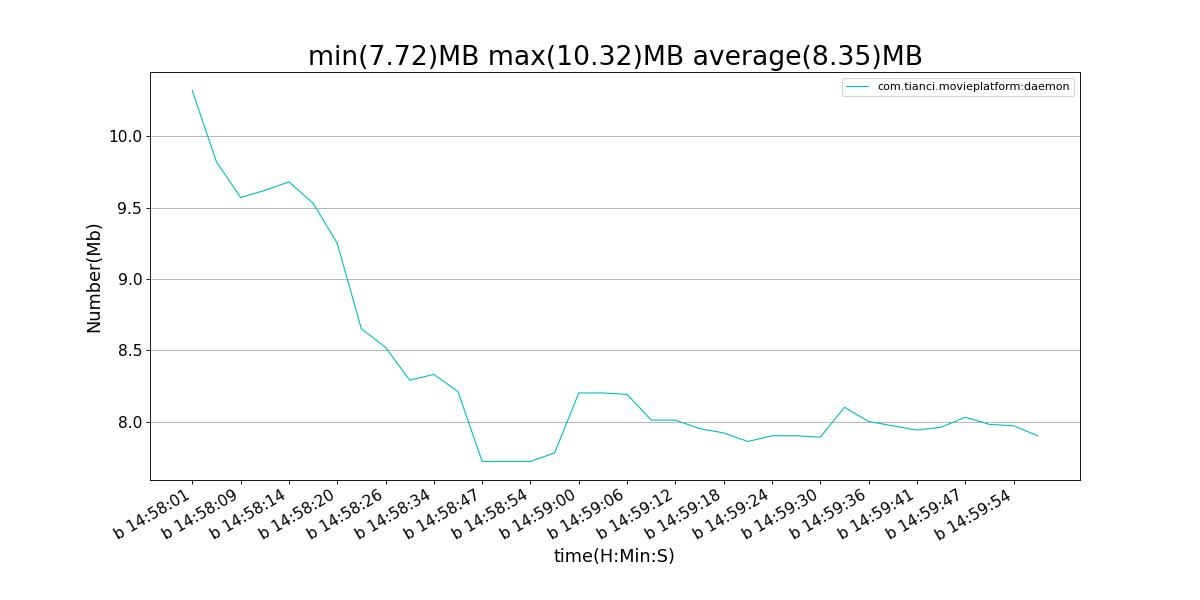 min(7.72)MB max(10.32)MB average(8.35)MB
com.tianci.movieplatform:daemon
10.0
9.5
9.0
8.5
8.0
Number(Mb)
b 14:58:01
b 14:58:09
b 14:58:14
b 14:58:20
b 14:58:26
b 14:58:34
b 14:58:47
b 14:58:54
b 14:59:00
b 14:59:06
b 14:59:12
b 14:59:18
b 14:59:24
b 14:59:30
b 14:59:36
b 14:59:41
b 14:59:47
b 14:59:54
time(H:Min:S)